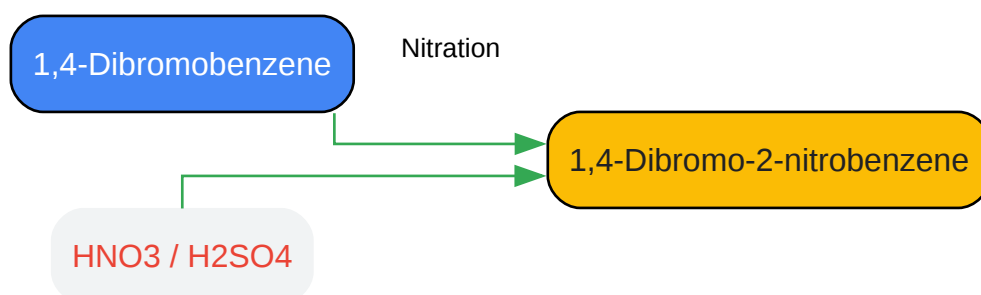 1,4-Dibromobenzene
Nitration
1,4-Dibromo-2-nitrobenzene
HNO3 / H2SO4